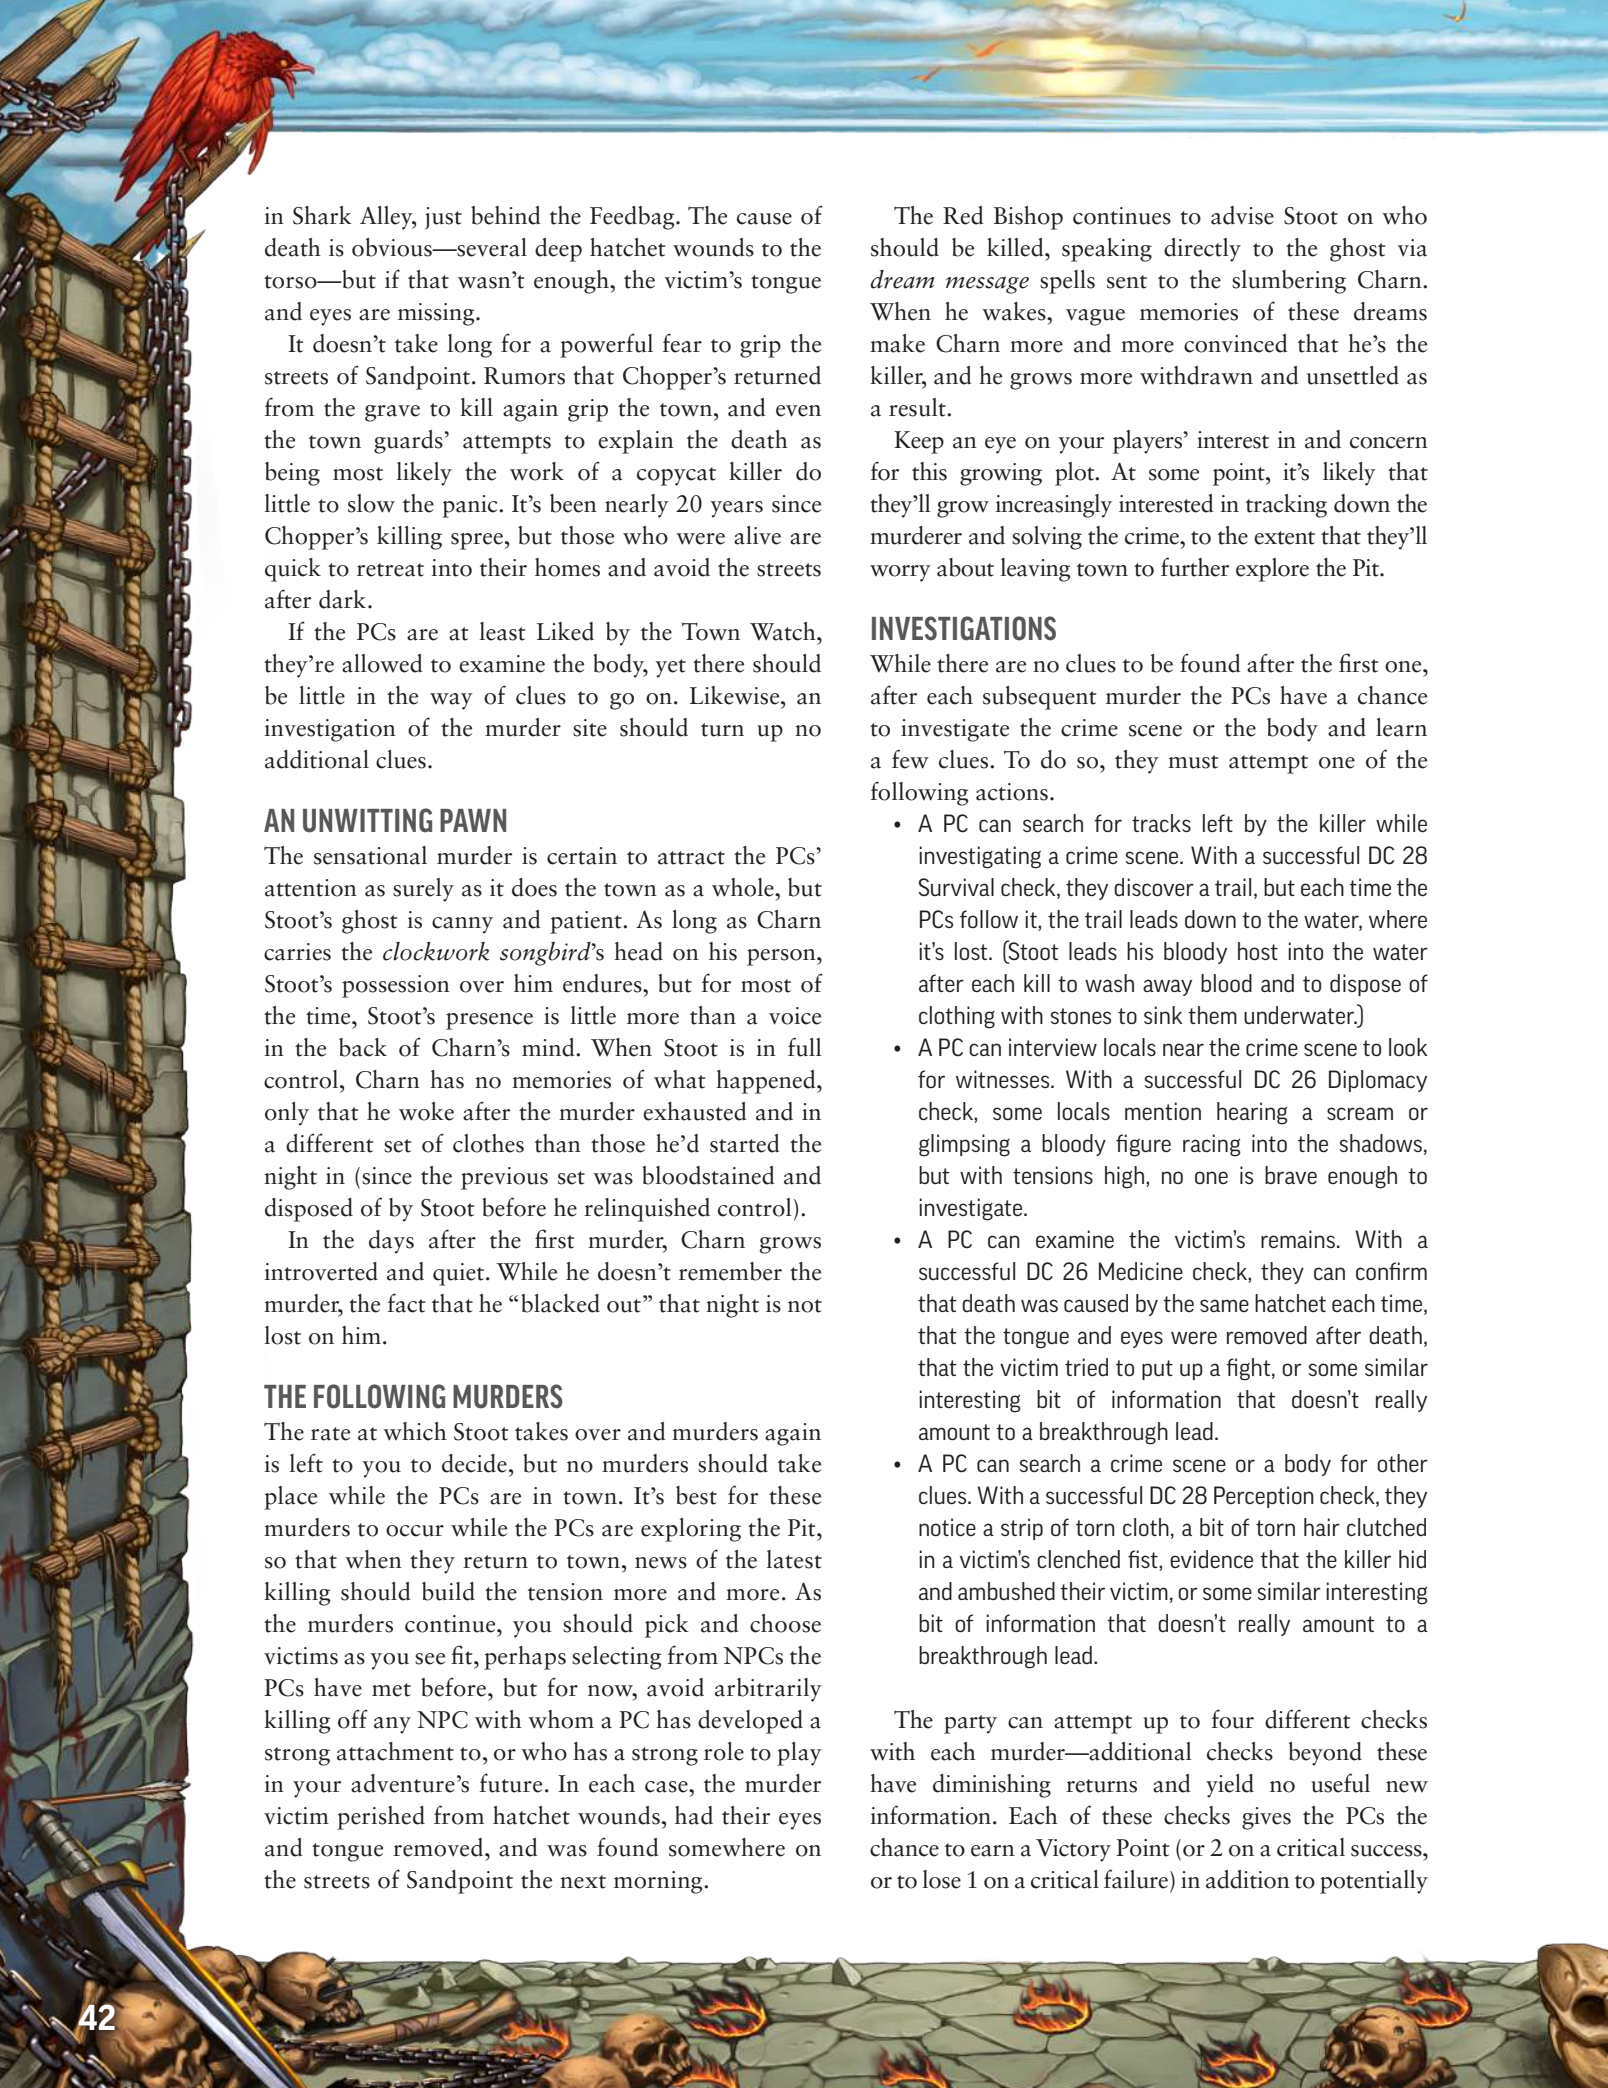 in Shark Alley, just behind the Feedbag. The cause of
death is obvious—several deep hatchet wounds to the
torso—but if that wasn't enough, the victim's tongue
and eyes are missing.
It doesn't take long for a powerful fear to grip the
streets of Sandpoint. Rumors that Chopper's returned
from the grave to kill again grip the town, and even
the town guards' attempts to explain the death as
being most likely the work of a copycat killer do
little to slow the panic. It's been nearly 20 years since
Chopper's killing spree, but those who were alive are
quick to retreat into their homes and avoid the streets
after dark.
If the PCs are at least Liked by the Town Watch,
they're allowed to examine the body, yet there should
be little in the way of clues to go on. Likewise, an
investigation of the murder site should turn up no
additional clues.
AN UNWITTING PAWN
The sensational murder is certain to attract the PCs'
attention as surely as it does the town as a whole, but
Stoot's ghost is canny and patient. As long as Charn
carries the clockwork songbird's head on his person,
Stoot's possession over him endures, but for most of
the time, Stoot's presence is little more than a voice
in the back of Charn's mind. When Stoot is in full
control, Charn has no memories of what happened,
only that he woke after the murder exhausted and in
a different set of clothes than those he'd started the
night in (since the previous set was bloodstained and
disposed of by Stoot before he relinquished control).
In the days after the first murder, Charn grows
introverted and quiet. While he doesn't remember the
murder, the fact that he “blacked out” that night is not
lost on him.
THE FOLLOWING MURDERS
The rate at which Stoot takes over and murders again
is left to you to decide, but no murders should take
place while the PCs are in town. It's best for these
murders to occur while the PCs are exploring the Pit,
so that when they return to town, news of the latest
killing should build the tension more and more. As
the murders continue, you should pick and choose
victims as you see fit, perhaps selecting from NPCs the
PCs have met before, but for now, avoid arbitrarily
killing off any NPC with whom a PC has developed a
strong attachment to, or who has a strong role to play
in your adventure's future. In each case, the murder
victim perished from hatchet wounds, had their eyes
and tongue removed, and was found somewhere on
the streets of Sandpoint the next morning.
The Red Bishop continues to advise Stoot on who
should be killed, speaking directly to the ghost via
dream message spells sent to the slumbering Charn.
When he wakes, vague memories of these dreams
make Charn more and more convinced that he's the
killer, and he grows more withdrawn and unsettled as
a result.
Keep an eye on your players' interest in and concern
for this growing plot. At some point, it's likely that
they'll grow increasingly interested in tracking down the
murderer and solving the crime, to the extent that they'll
worry about leaving town to further explore the Pit.
INVESTIGATIONS
While there are no clues to be found after the first one,
after each subsequent murder the PCs have a chance
to investigate the crime scene or the body and learn
a few clues. To do so, they must attempt one of the
following actions.
• A PC can search for tracks left by the killer while
investigating a crime scene. With a successful DC 28
Survival check, they discover a trail, but each time the
PCs follow it, the trail leads down to the water, where
it's lost. (Stoot leads his bloody host into the water
after each kill to wash away blood and to dispose of
clothing with stones to sink them underwater.)
• A PC can interview locals near the crime scene to look
for witnesses. With a successful DC 26 Diplomacy
check, some locals mention hearing a scream or
glimpsing a bloody figure racing into the shadows,
but with tensions high, no one is brave enough to
investigate.
• A PC can examine the victim's remains. With a
successful DC 26 Medicine check, they can confirm
that death was caused by the same hatchet each time,
that the tongue and eyes were removed after death,
that the victim tried to put up a fight, or some similar
interesting bit of information that doesn't really
amount to a breakthrough lead.
• A PC can search a crime scene or a body for other
clues. With a successful DC 28 Perception check, they
notice a strip of torn cloth, a bit of torn hair clutched
in a victim's clenched fist, evidence that the killer hid
and ambushed their victim, or some similar interesting
bit of information that doesn't really amount to a
breakthrough lead.
The party can attempt up to four different checks
with each murder—additional checks beyond these
have diminishing returns and yield no useful new
information. Each of these checks gives the PCs the
chance to earn a Victory Point (or 2 on a critical success,
or to lose 1 on a critical failure) in addition to potentially
42